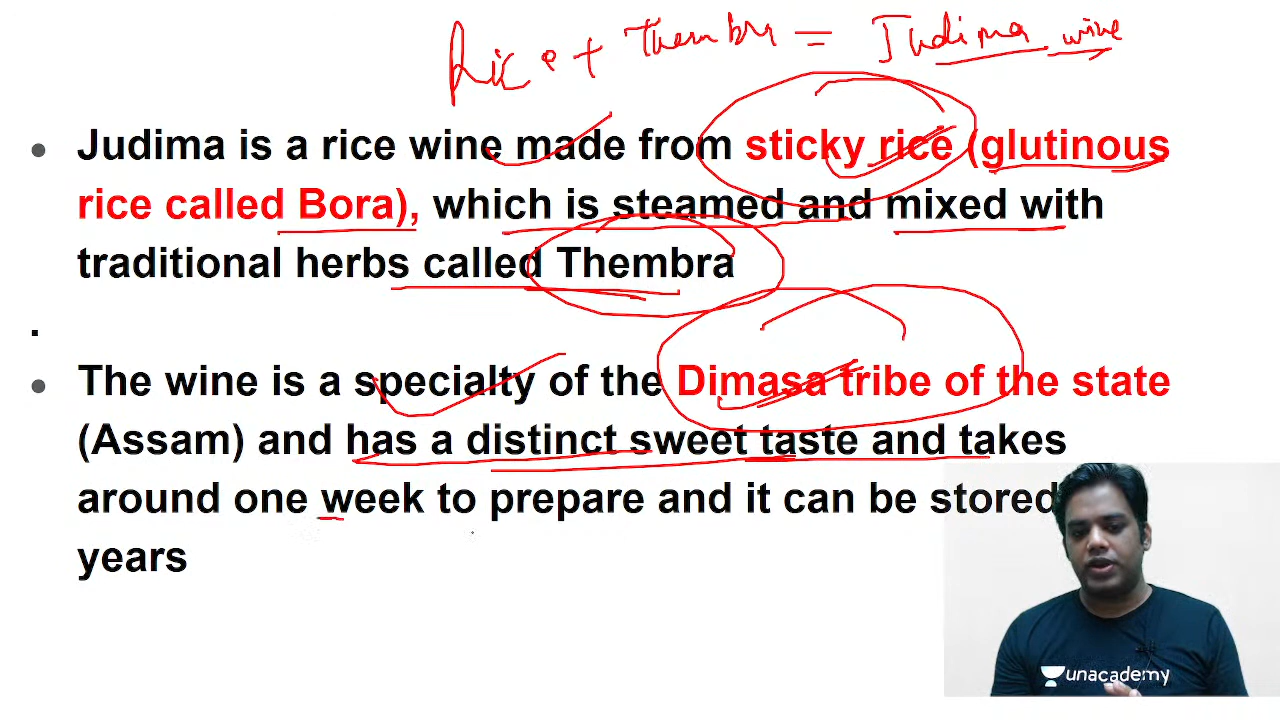 Rice + Thembra = Judima wine
• Judima is a rice wine made from sticky rice (glutinous
rice called Bora), which is steamed and mixed with
traditional herbs called Thembra
.
• The wine is a specialty of the Dimasa tribe of the state
(Assam) and has a distinct sweet taste and takes
around one week to prepare and it can be stored
years
unacademy